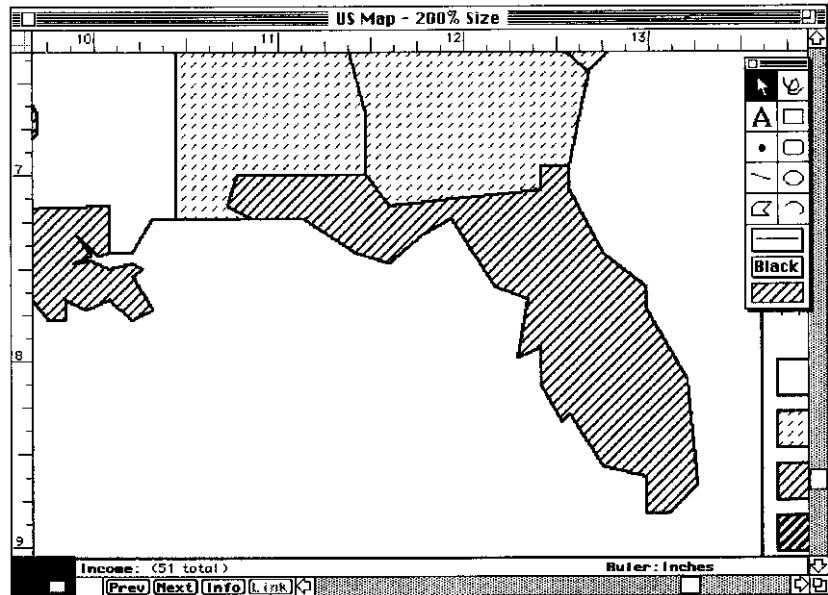 US Map - 200% Size
10 11 12 13
7
A
Black
8
9
Income: (51 total) Ruler: Inches
Prev Next Info Link